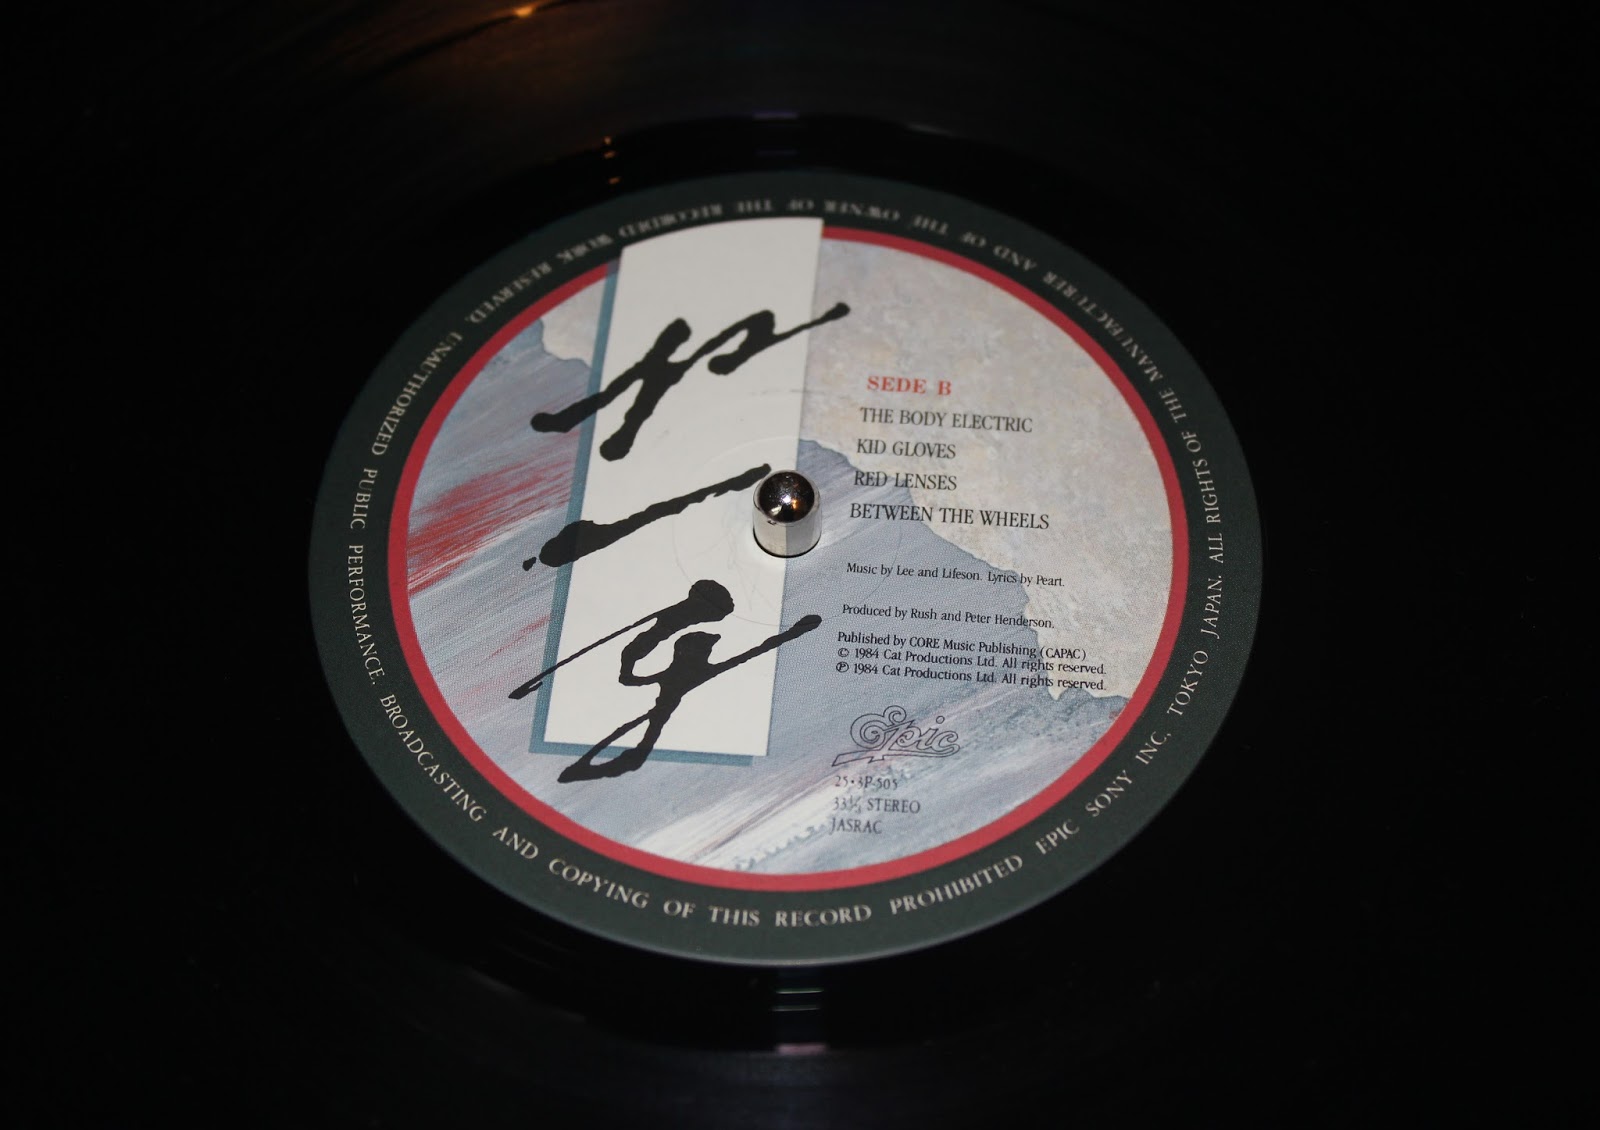 SEDE B
THE BODY ELECTRIC
KID GLOVES
RED LENSES
BETWEEN THE WHEELS
Music by Lee and Lifeson. Lyrics by Peart.
Produced by Rush and Peter Henderson.
Published by CORE Music Publishing (CAPAC)
© 1984 Cat Productions Ltd. All rights reserved.
℗ 1984 Cat Productions Ltd. All rights reserved.
Epic
25•3P-505
33⅓ STEREO
JASRAC
EPIC SONY INC. TOKYO JAPAN. ALL RIGHTS OF THE MANUFACTURER AND OF THE OWNER OF THE RECORDED WORK RESERVED. UNAUTHORIZED PUBLIC PERFORMANCE. BROADCASTING AND COPYING OF THIS RECORD PROHIBITED